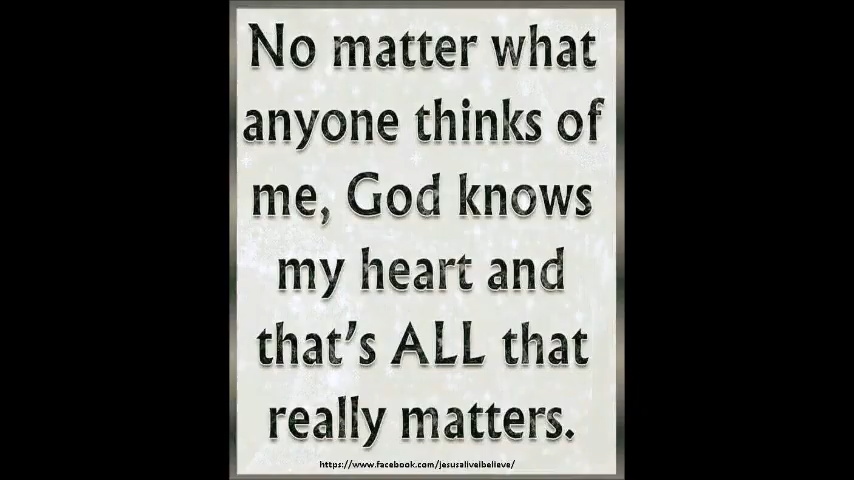 No matter what
anyone thinks of
me, God knows
my heart and
that's ALL that
really matters.
https://www.facebook.com/jesusaliveibelieve/